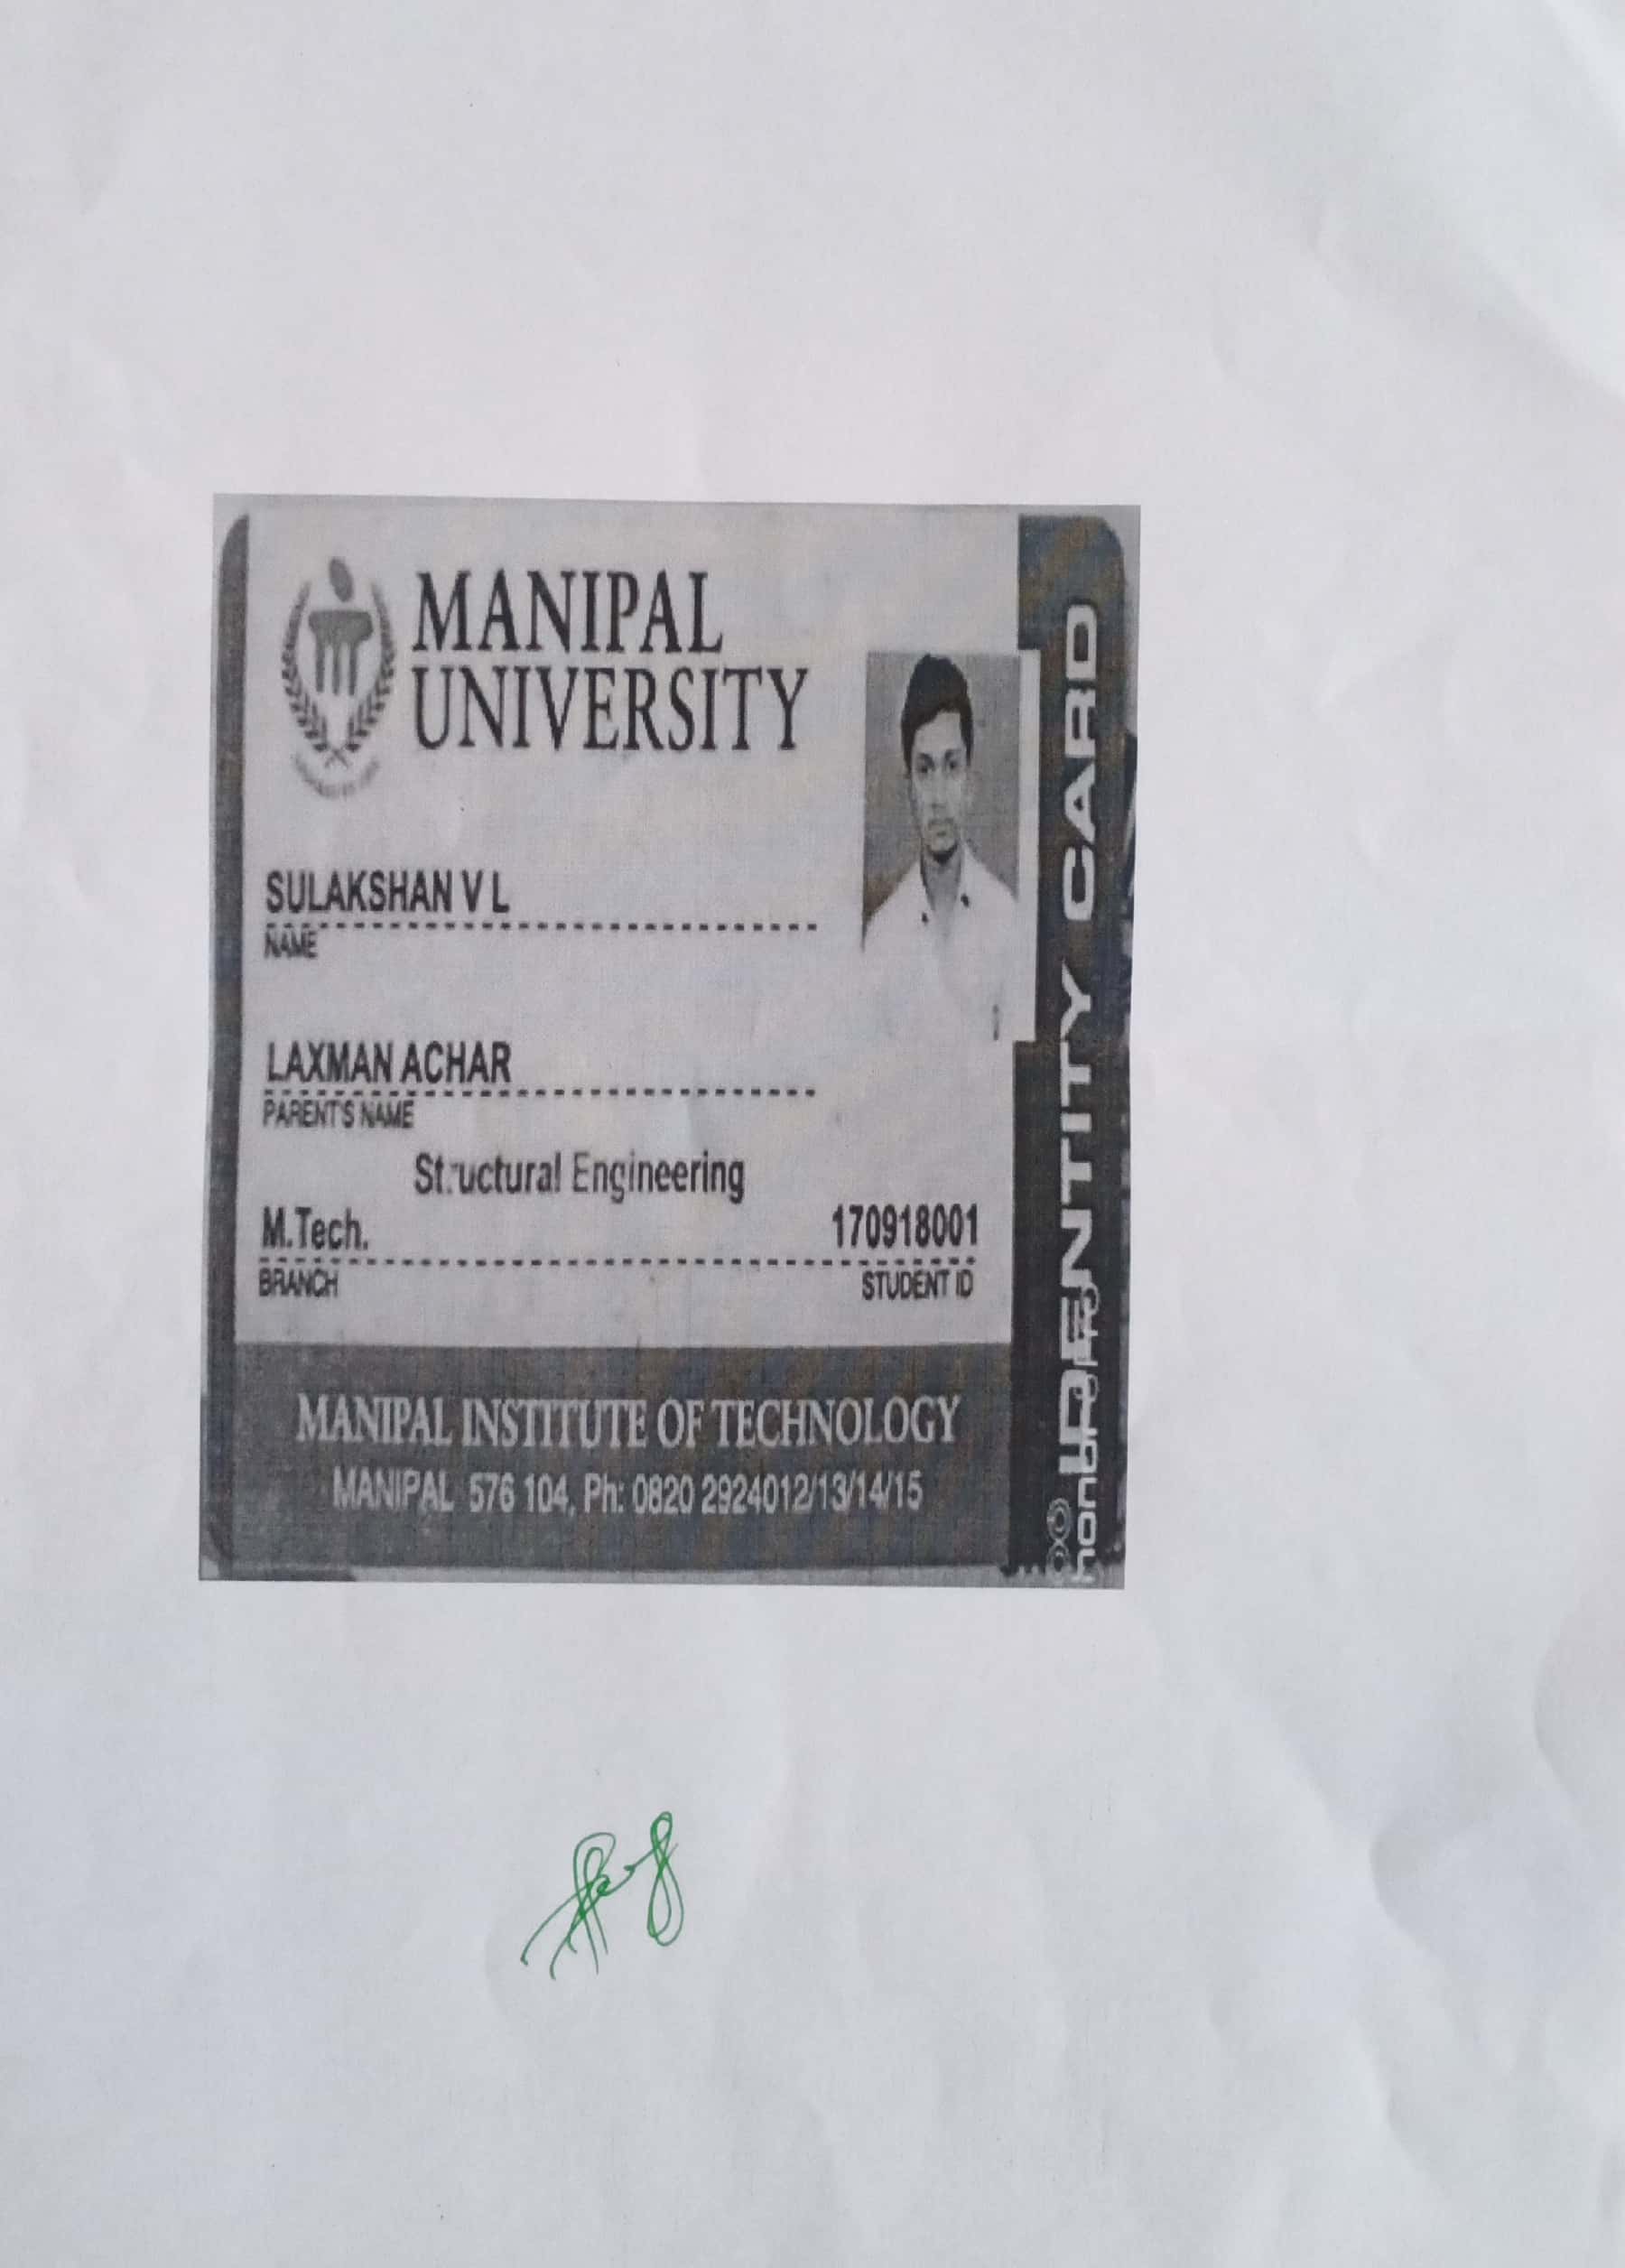 MANIPAL
UNIVERSITY
SULAKSHAN V L
NAME
LAXMAN ACHAR
PARENT'S NAME
Structural Engineering
M.Tech. 170918001
BRANCH STUDENT ID
MANIPAL INSTITUTE OF TECHNOLOGY
MANIPAL 576 104, Ph: 0820 2924012/13/14/15
IDENTITY CARD